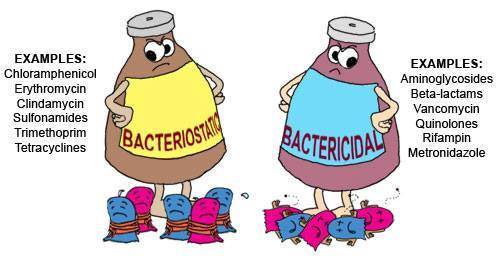 EXAMPLES:
Chloramphenicol
Erythromycin
Clindamycin
Sulfonamides
Trimethoprim
Tetracyclines
BACTERIOSTATIC
BACTERICIDAL
EXAMPLES:
Aminoglycosides
Beta-lactams
Vancomycin
Quinolones
Rifampin
Metronidazole